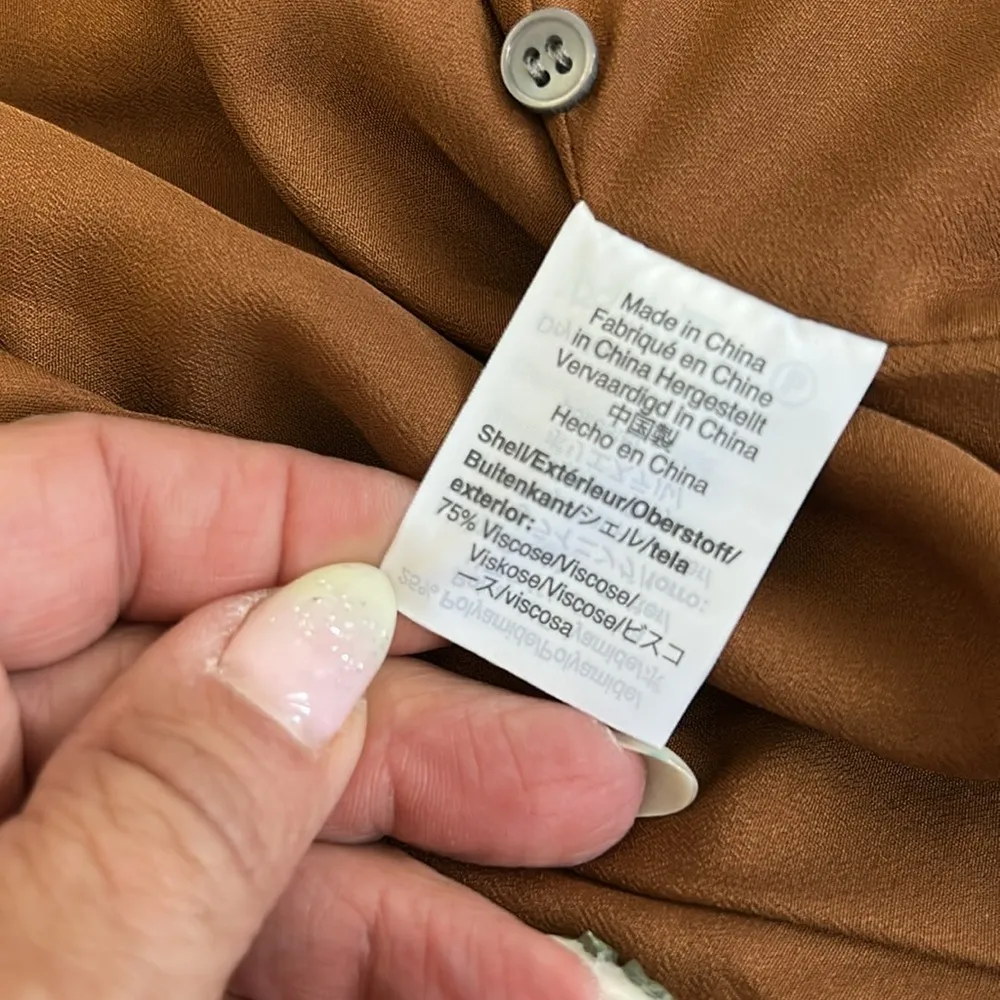 Made in China
Fabriqué en Chine
in China Hergestellt
Vervaardigd in China
中国製
Hecho en China
Shell/Extérieur/Oberstoff/
Buitenkant/シェル/tela
exterior:
75% Viscose/Viscose/
Viskose/Viscose/ビスコ
ース/viscosa